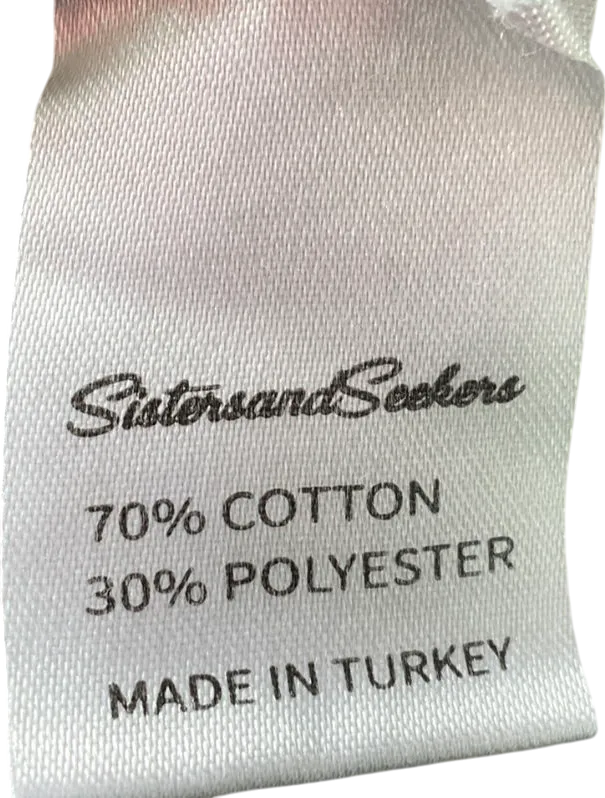 SistersandSeekers
70% COTTON
30% POLYESTER
MADE IN TURKEY